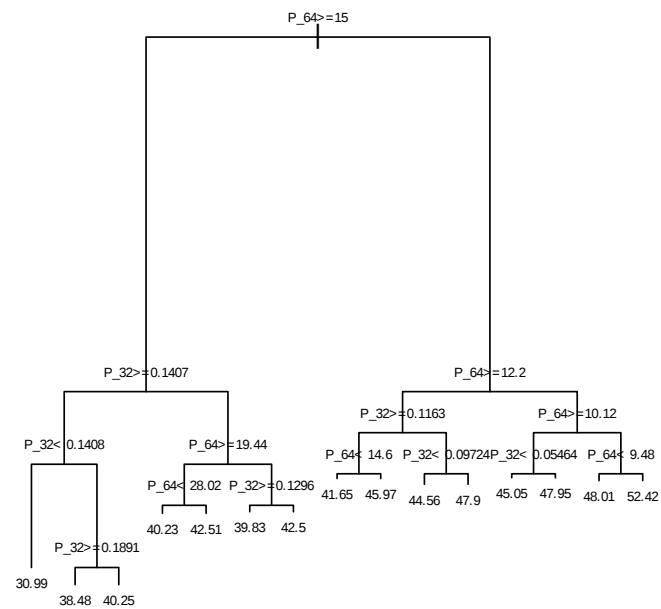 P_64>=15
P_32>=0.1407
P_64>=12.2
P_32>=0.1163
P_64>=10.12
P_32< 0.1408
P_64>=19.44
P_64< 14.6
P_32< 0.09724
P_32< 0.05464
P_64< 9.48
P_64< 28.02
P_32>=0.1296
41.65
45.97
44.56
47.9
45.05
47.95
48.01
52.42
40.23
42.51
39.83
42.5
P_32>=0.1891
30.99
38.48
40.25